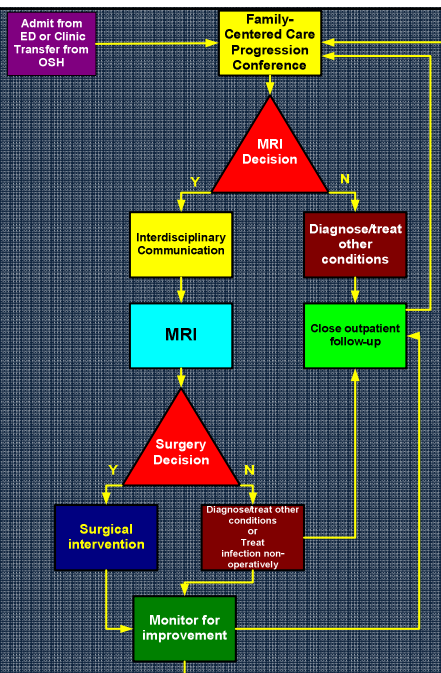 Admit from
ED or Clinic
Transfer from
OSH
Family-
Centered Care
Progression
Conference
MRI
Decision
Y
N
Interdisciplinary
Communication
Diagnose/treat
other
conditions
MRI
Close outpatient
follow-up
Surgery
Decision
Y
N
Surgical
intervention
Diagnose/treat other
conditions
or
Treat
infection non-
operatively
Monitor for
improvement